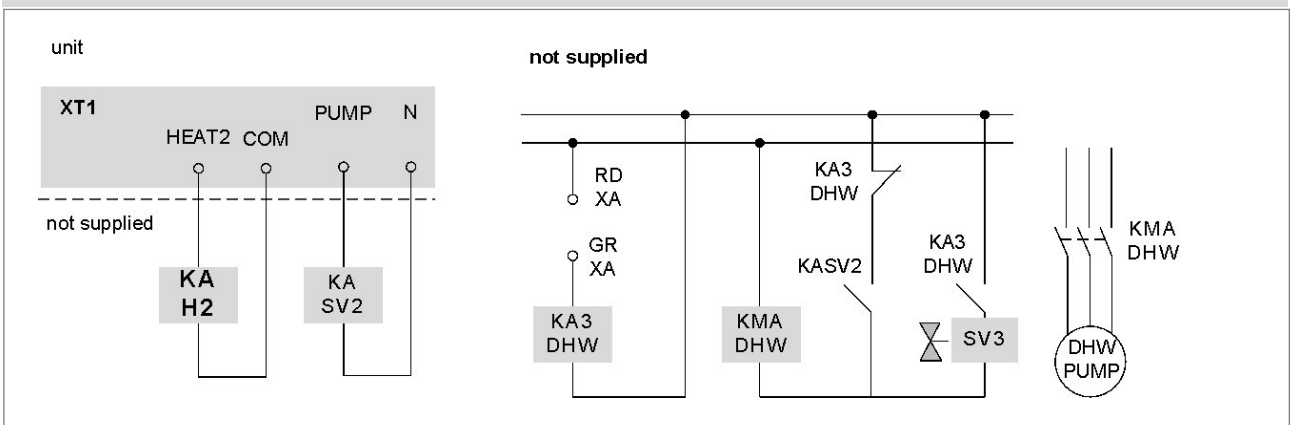 unit
XT1
HEAT2
COM
PUMP
N
not supplied
KA
H2
KA
SV2
not supplied
RD
XA
GR
XA
KA3
DHW
KMA
DHW
KA3
DHW
KASV2
KA3
DHW
SV3
KMA
DHW
DHW
PUMP